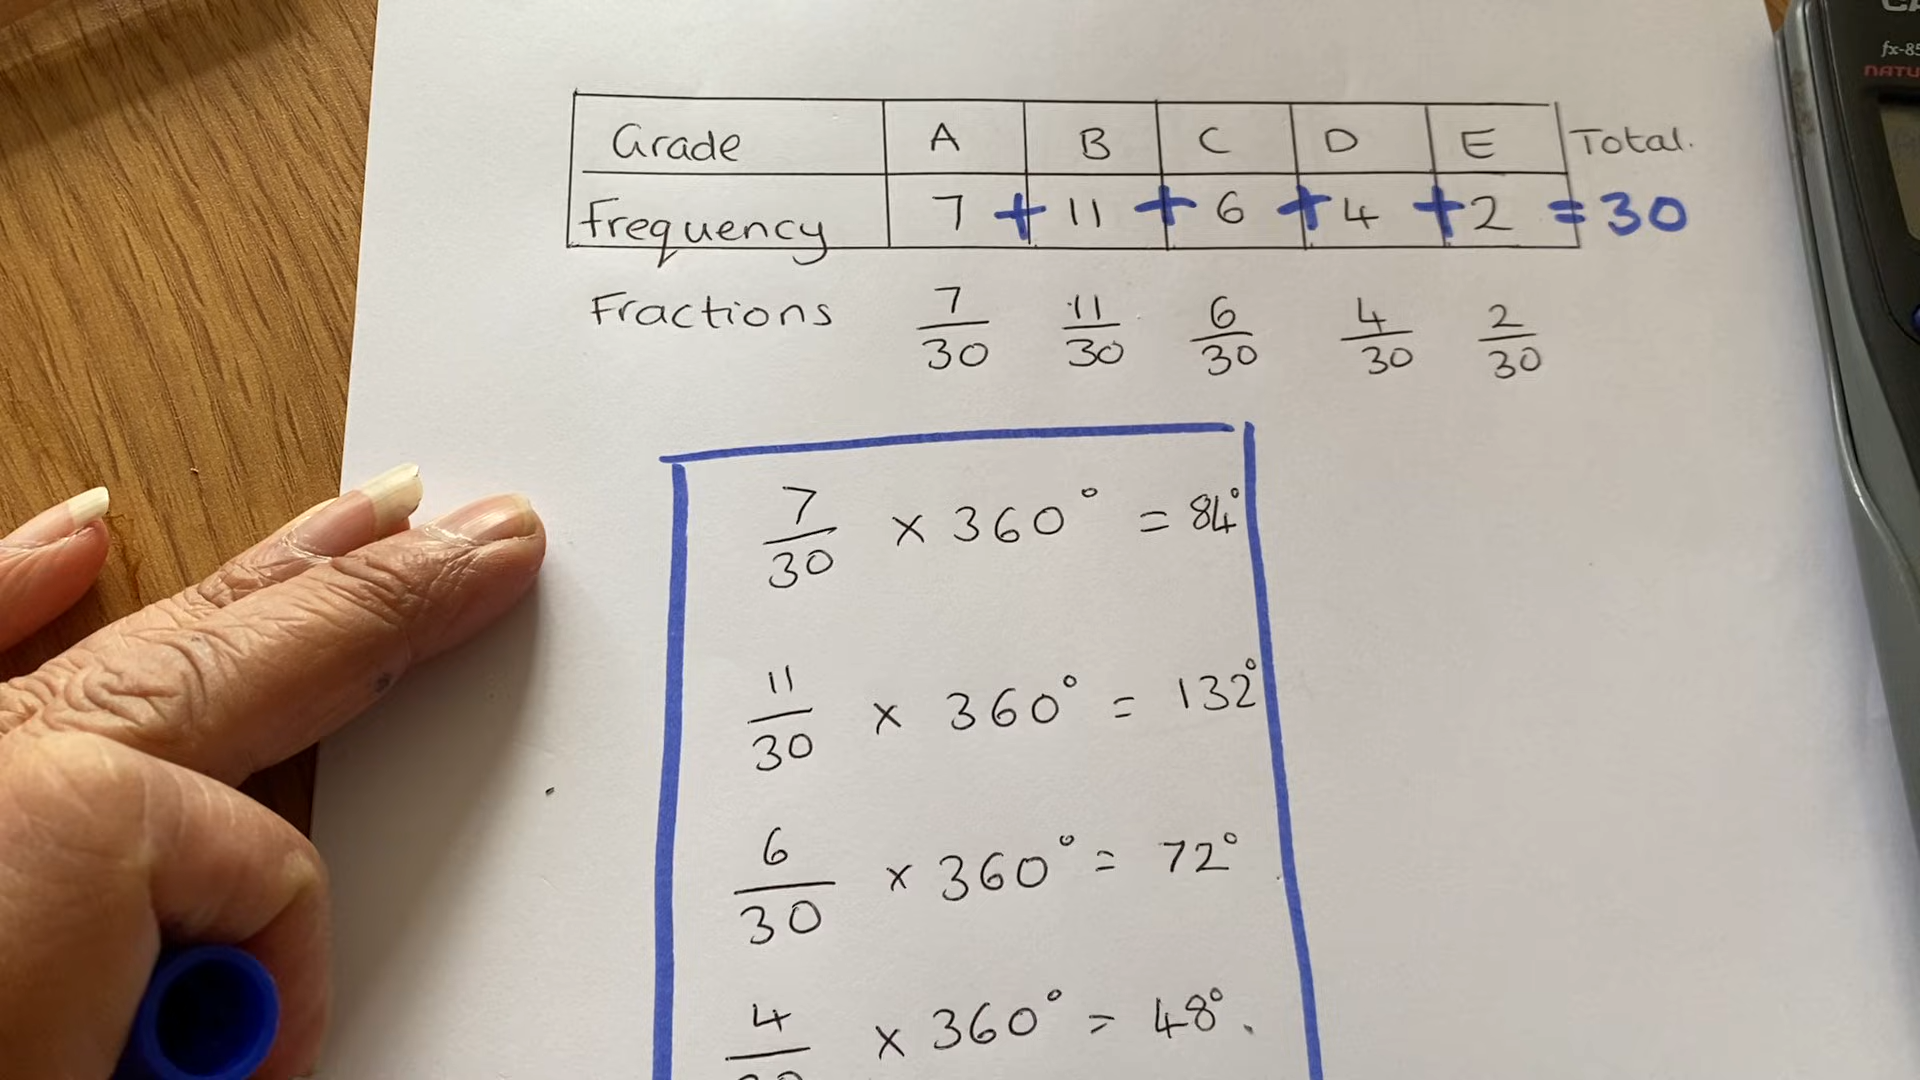 Grade A B C D E Total.
Frequency 7 + 11 + 6 + 4 + 2 = 30
Fractions 7/30 11/30 6/30 4/30 2/30
7/30 × 360° = 84°
11/30 × 360° = 132°
6/30 × 360° = 72°
4/30 × 360° = 48°.
fx-85